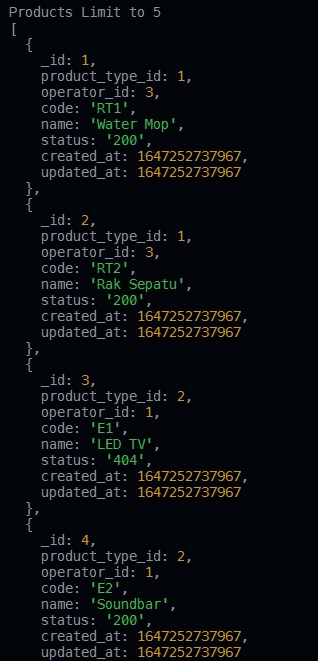 Products Limit to 5
[
  {
    _id: 1,
    product_type_id: 1,
    operator_id: 3,
    code: 'RT1',
    name: 'Water Mop',
    status: '200',
    created_at: 1647252737967,
    updated_at: 1647252737967
  },
  {
    _id: 2,
    product_type_id: 1,
    operator_id: 3,
    code: 'RT2',
    name: 'Rak Sepatu',
    status: '200',
    created_at: 1647252737967,
    updated_at: 1647252737967
  },
  {
    _id: 3,
    product_type_id: 2,
    operator_id: 1,
    code: 'E1',
    name: 'LED TV',
    status: '404',
    created_at: 1647252737967,
    updated_at: 1647252737967
  },
  {
    _id: 4,
    product_type_id: 2,
    operator_id: 1,
    code: 'E2',
    name: 'Soundbar',
    status: '200',
    created_at: 1647252737967,
    updated_at: 1647252737967